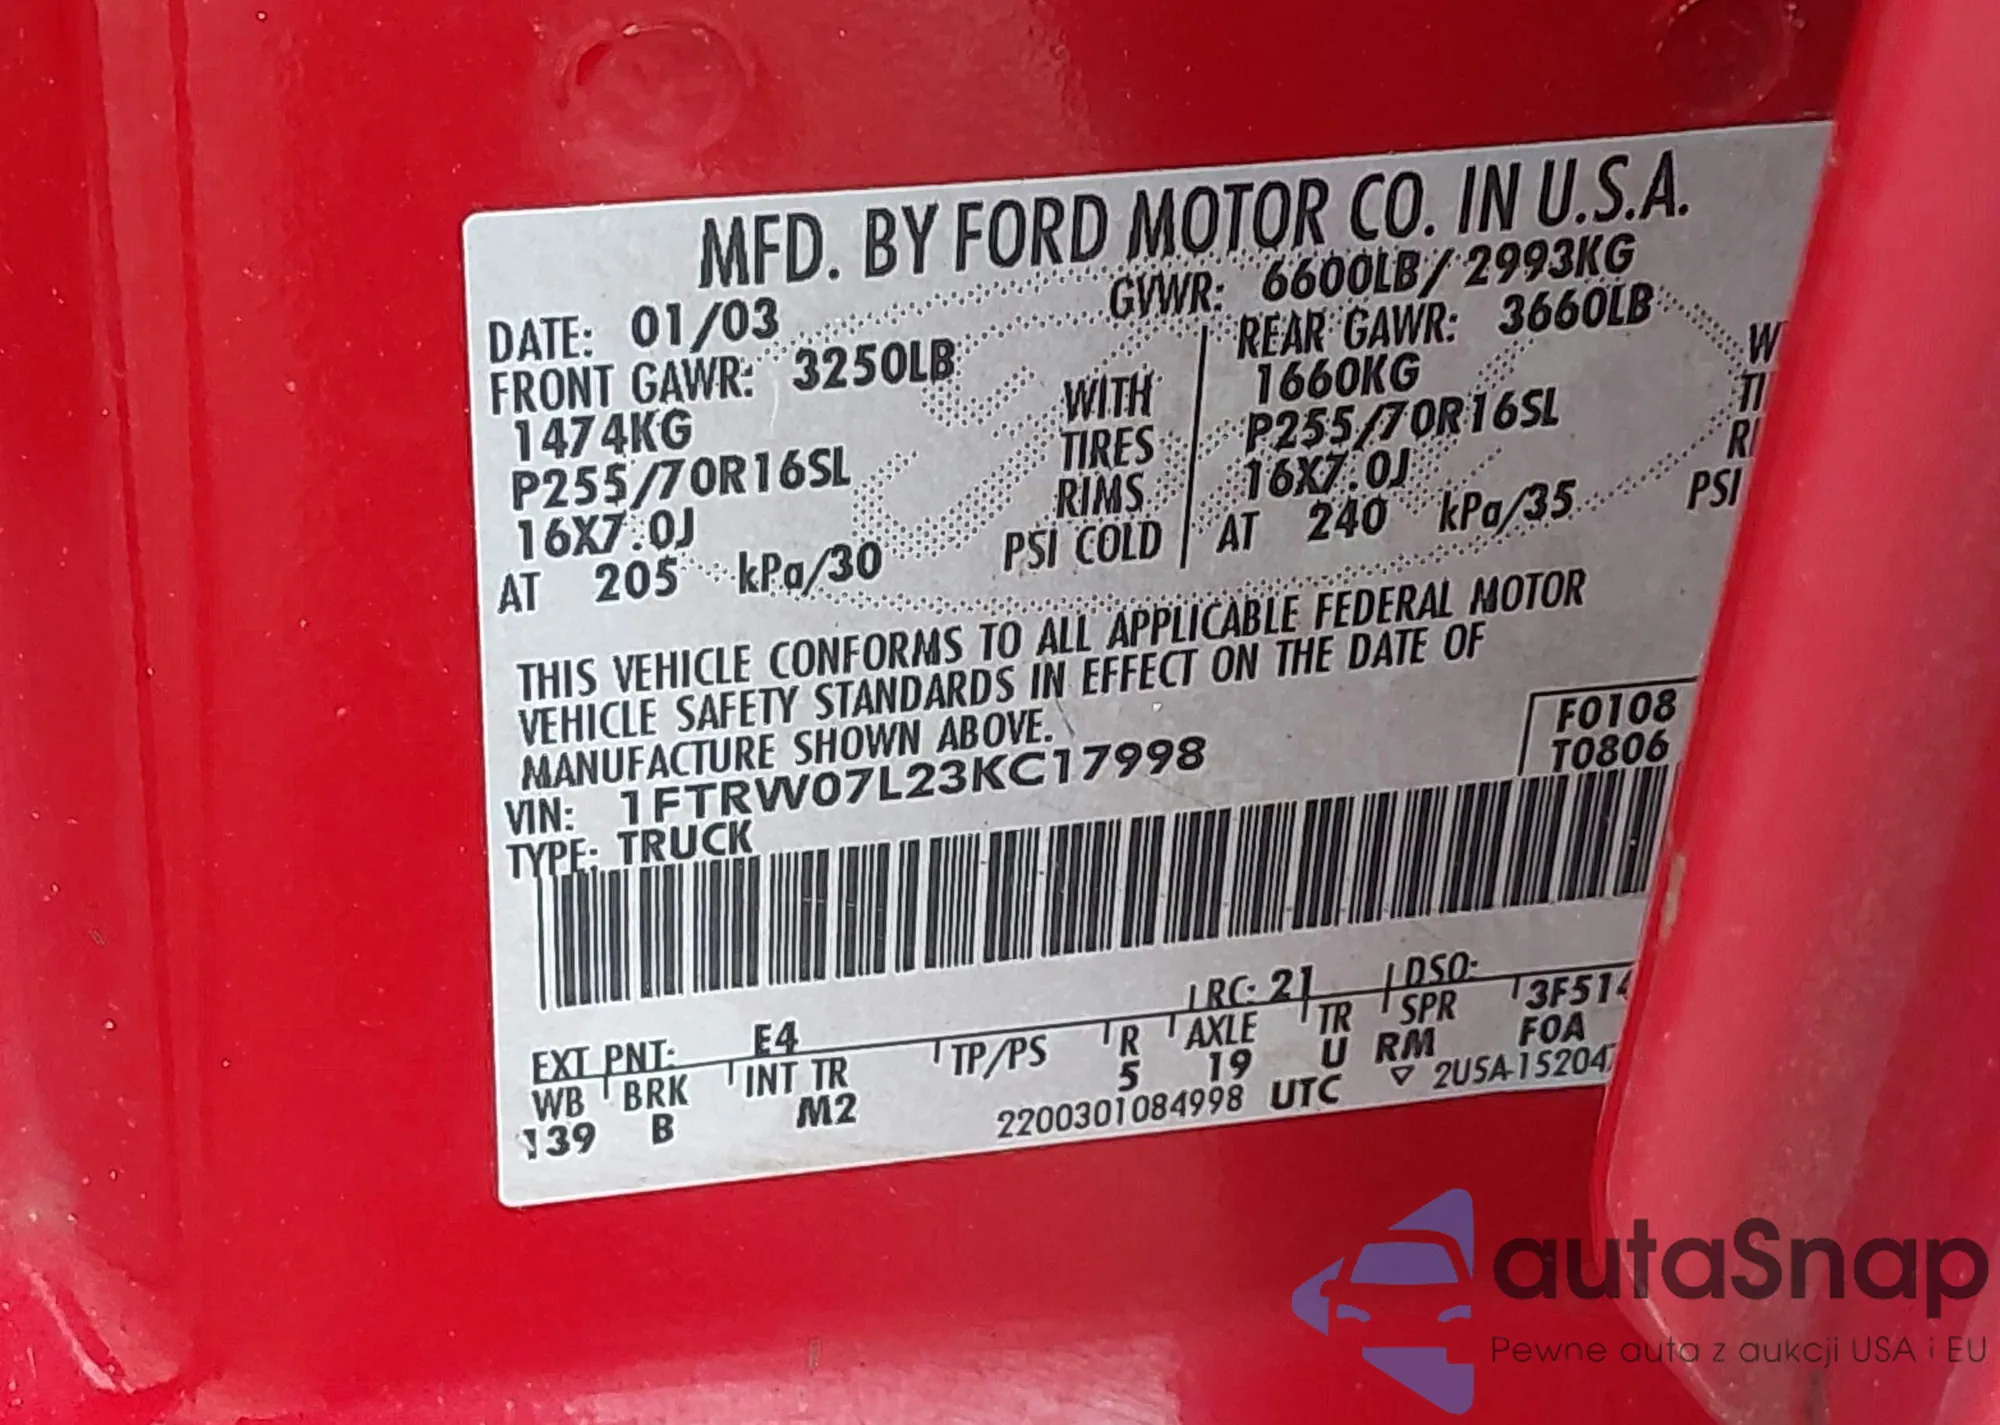 MFD. BY FORD MOTOR CO. IN U.S.A.
DATE: 01/03 GVWR: 6600LB/ 2993KG
FRONT GAWR: 3250LB REAR GAWR: 3660LB
1474KG WITH 1660KG W
P255/70R16SL TIRES P255/70R16SL TI
16X7.0J RIMS 16X7.0J RI
AT 205 kPa/30 PSI COLD AT 240 kPa/35 PSI
THIS VEHICLE CONFORMS TO ALL APPLICABLE FEDERAL MOTOR
VEHICLE SAFETY STANDARDS IN EFFECT ON THE DATE OF
MANUFACTURE SHOWN ABOVE.
F0108
VIN: 1FTRW07L23KC17998 T0806
TYPE: TRUCK
EXT PNT: E4 RC: 21 DSO:
WB BRK INT TR TP/PS R AXLE TR SPR 3F514
139 B M2 5 19 U RM F0A
2200301084998 UTC ▽ 2USA-15204
autaSnap
Pewne auta z aukcji USA i EU